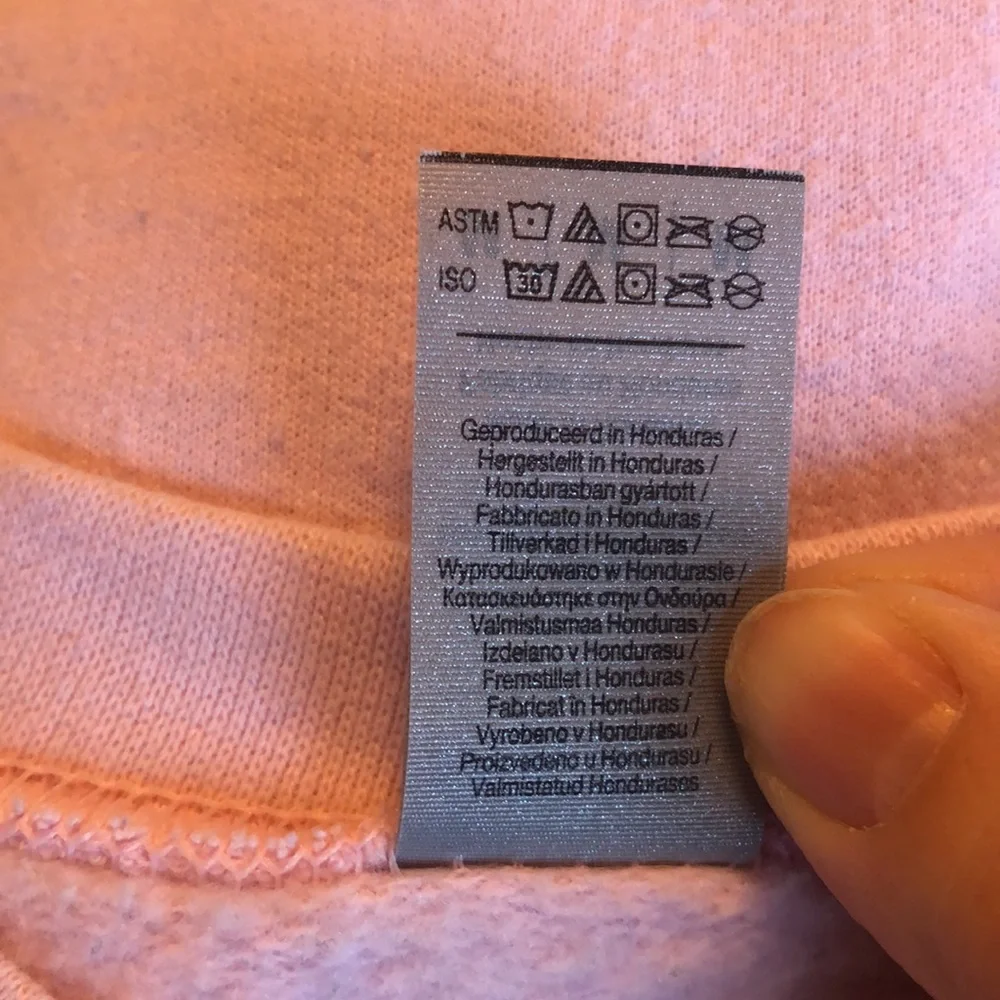 ASTM
ISO 30
Geproduceerd in Honduras /
Hergestellt in Honduras /
Hondurasban gyártott /
Fabbricato in Honduras /
Tillverkad i Honduras /
Wyprodukowano w Hondurasie /
Κατασκευάστηκε στην Ονδούρα /
Valmistusmaa Honduras /
Izdelano v Hondurasu /
Fremstillet i Honduras /
Fabricat in Honduras /
Vyrobeno v Hondurasu /
Proizvedeno u Hondurasu /
Valmistatud Hondurases